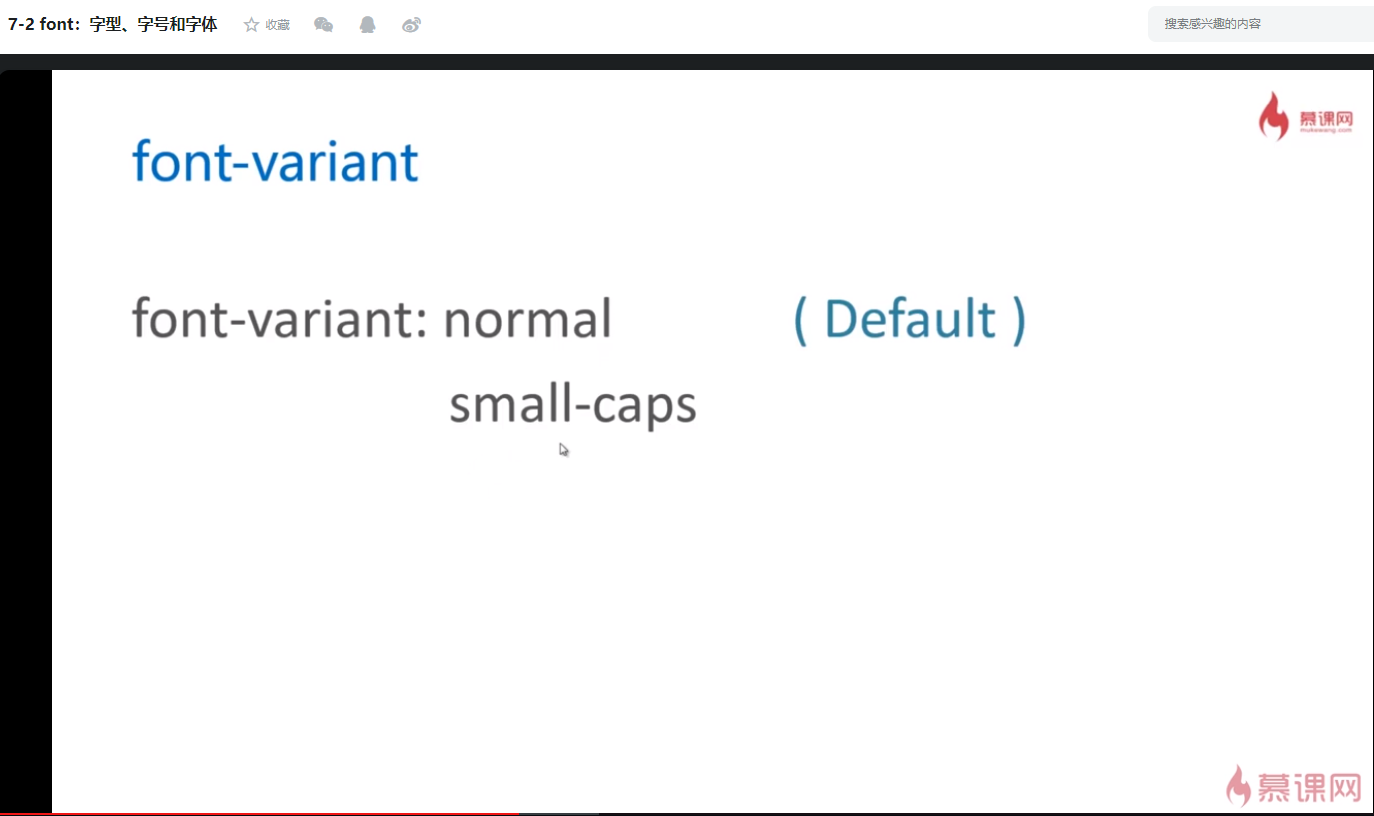 7-2 font：字型、字号和字体
收藏
搜索感兴趣的内容
慕课网
mukewang.com
font-variant
font-variant: normal ( Default )
small-caps
慕课网